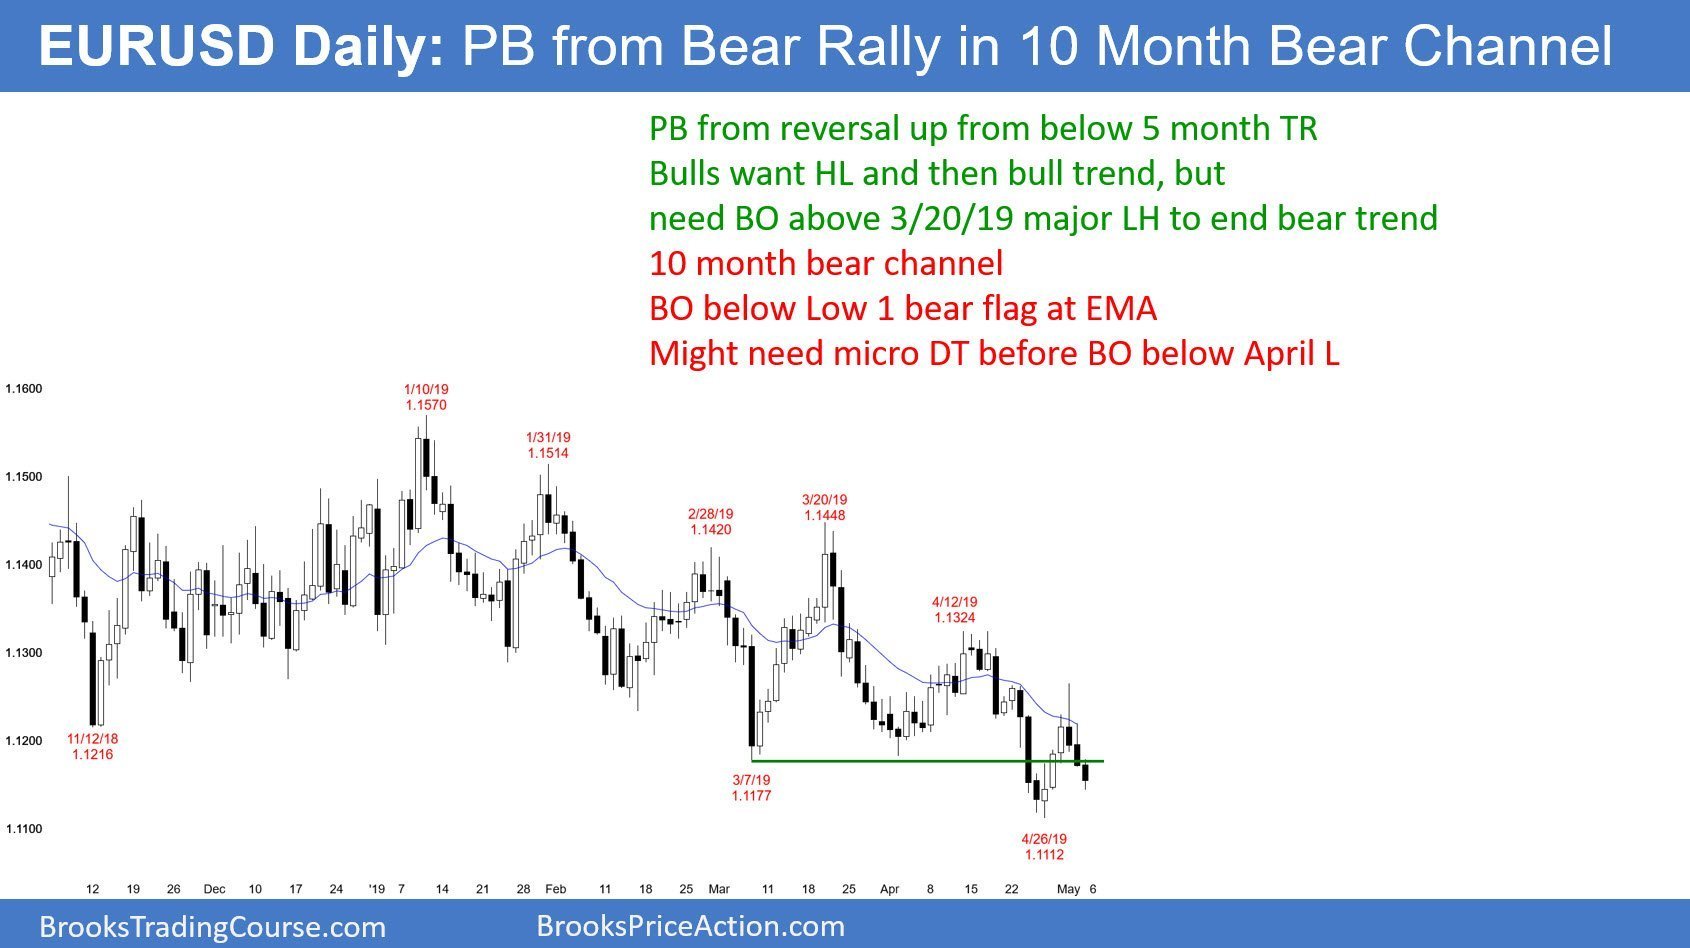 EURUSD Daily: PB from Bear Rally in 10 Month Bear Channel
PB from reversal up from below 5 month TR
Bulls want HL and then bull trend, but
need BO above 3/20/19 major LH to end bear trend
10 month bear channel
BO below Low 1 bear flag at EMA
Might need micro DT before BO below April L
1.1600
1.1500
1.1400
1.1300
1.1200
1.1100
1/10/19
1.1570
1/31/19
1.1514
2/28/19
1.1420
3/20/19
1.1448
4/12/19
1.1324
11/12/18
1.1216
3/7/19
1.1177
4/26/19
1.1112
12 19 26 Dec 10 17 24 '19 7 14 21 28 Feb 11 18 25 Mar 11 18 25 Apr 8 15 22 May 6
BrooksTradingCourse.com BrooksPriceAction.com